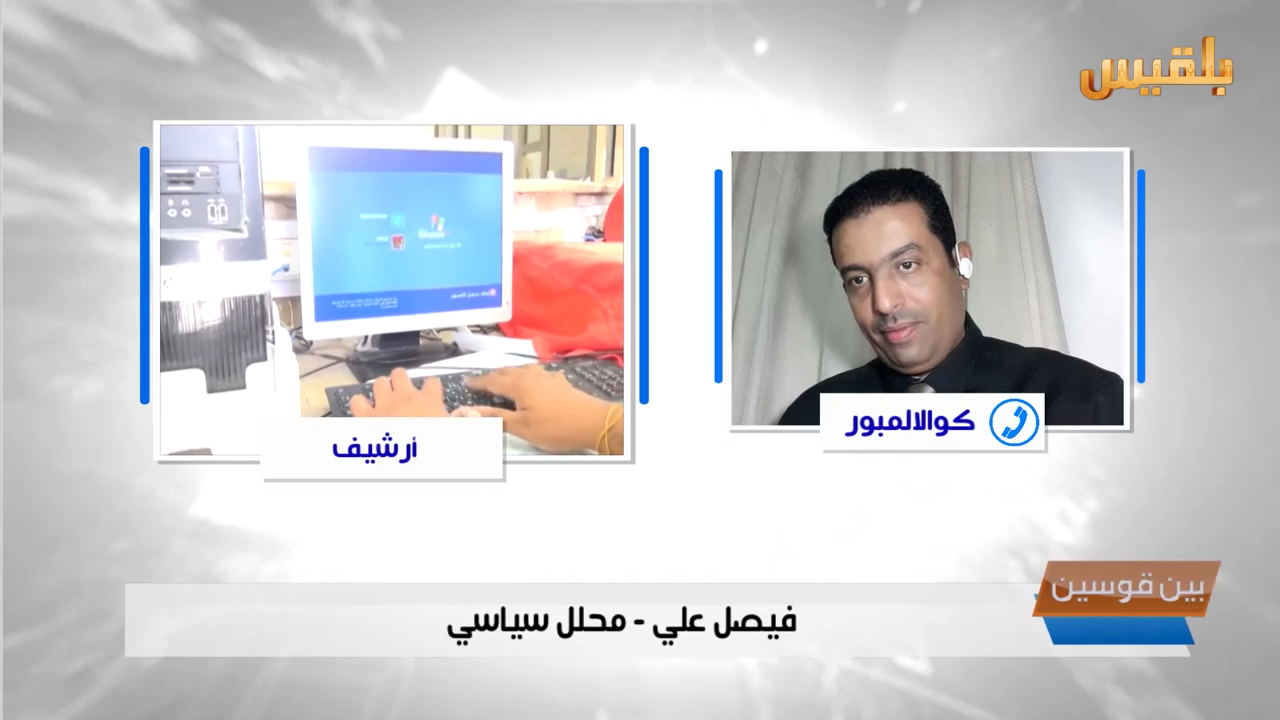 بلقيس
أرشيف
كوالالمبور
بين قوسين
فيصل علي - محلل سياسي